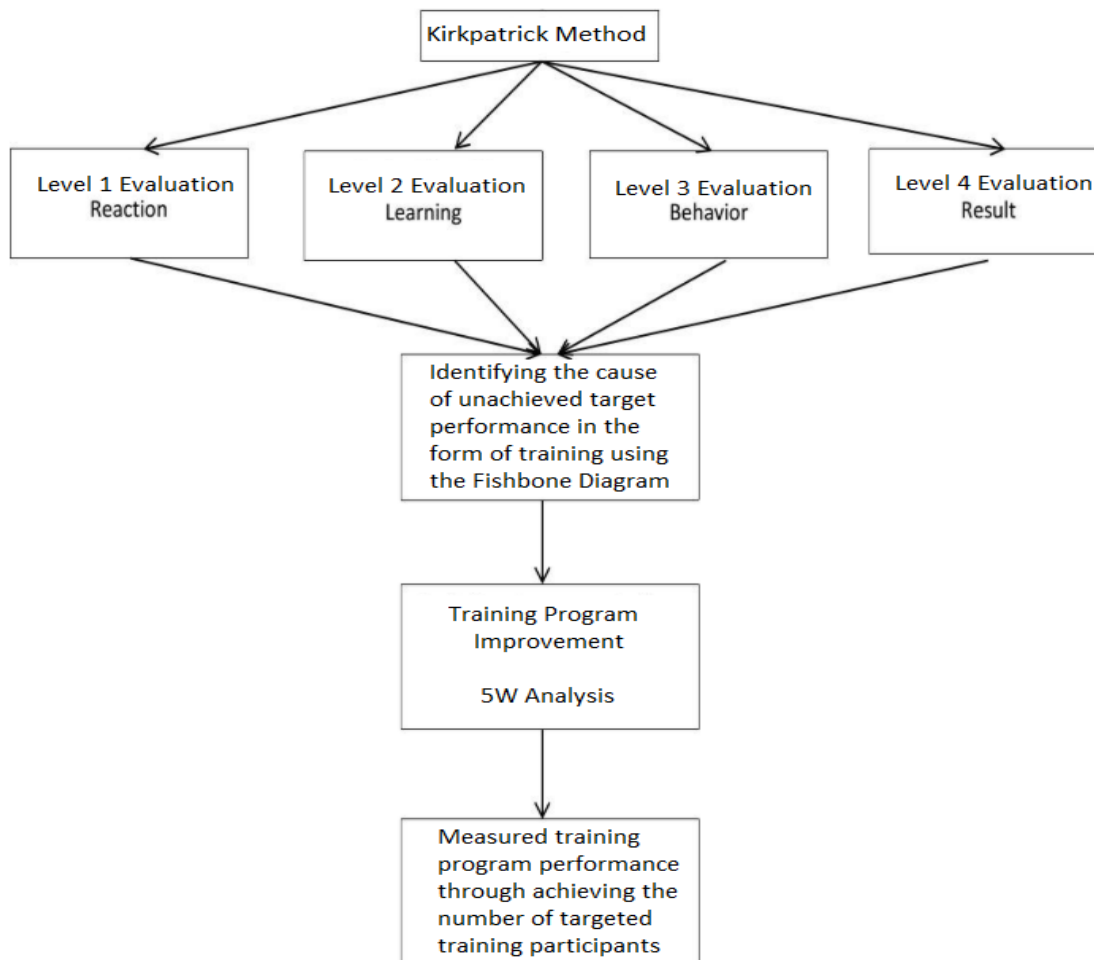 Kirkpatrick Method
Level 1 Evaluation
Reaction
Level 2 Evaluation
Learning
Level 3 Evaluation
Behavior
Level 4 Evaluation
Result
Identifying the cause
of unachieved target
performance in the
form of training using
the Fishbone Diagram
Training Program
Improvement
5W Analysis
Measured training
program performance
through achieving the
number of targeted
training participants